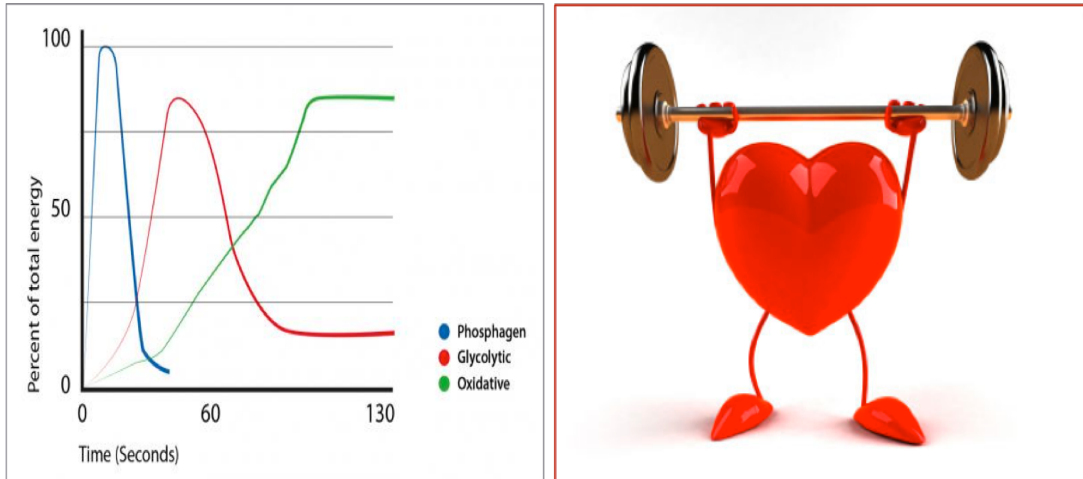 100
Percent of total energy
50
0
0 60 130
Time (Seconds)
Phosphagen
Glycolytic
Oxidative